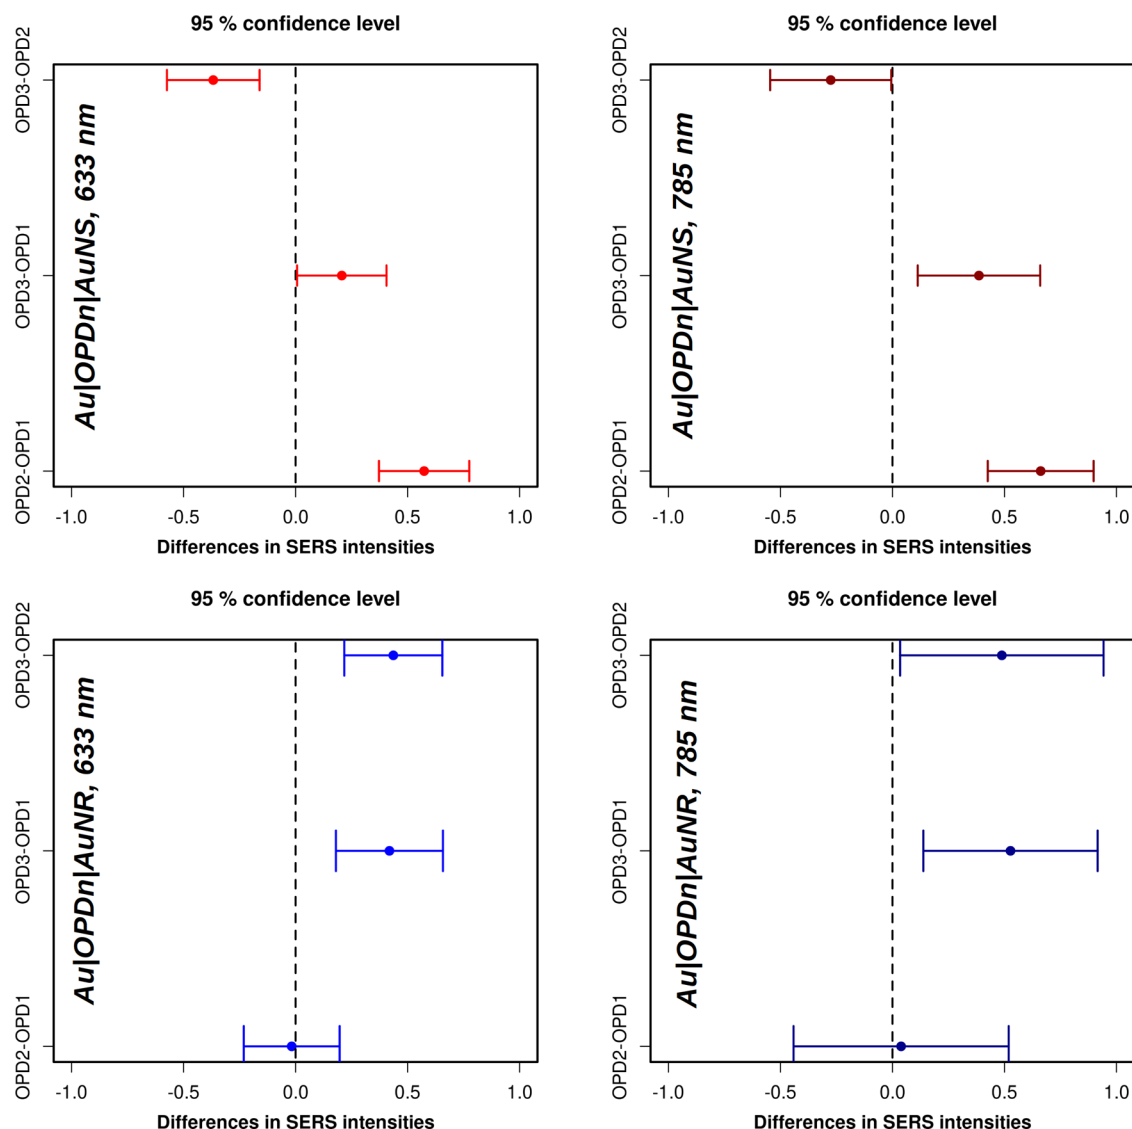 95 % confidence level
OPD3-OPD2
OPD3-OPD1
OPD2-OPD1
Au|OPDn|AuNS, 633 nm
-1.0 -0.5 0.0 0.5 1.0
Differences in SERS intensities
95 % confidence level
OPD3-OPD2
OPD3-OPD1
OPD2-OPD1
Au|OPDn|AuNS, 785 nm
-1.0 -0.5 0.0 0.5 1.0
Differences in SERS intensities
95 % confidence level
OPD3-OPD2
OPD3-OPD1
OPD2-OPD1
Au|OPDn|AuNR, 633 nm
-1.0 -0.5 0.0 0.5 1.0
Differences in SERS intensities
95 % confidence level
OPD3-OPD2
OPD3-OPD1
OPD2-OPD1
Au|OPDn|AuNR, 785 nm
-1.0 -0.5 0.0 0.5 1.0
Differences in SERS intensities